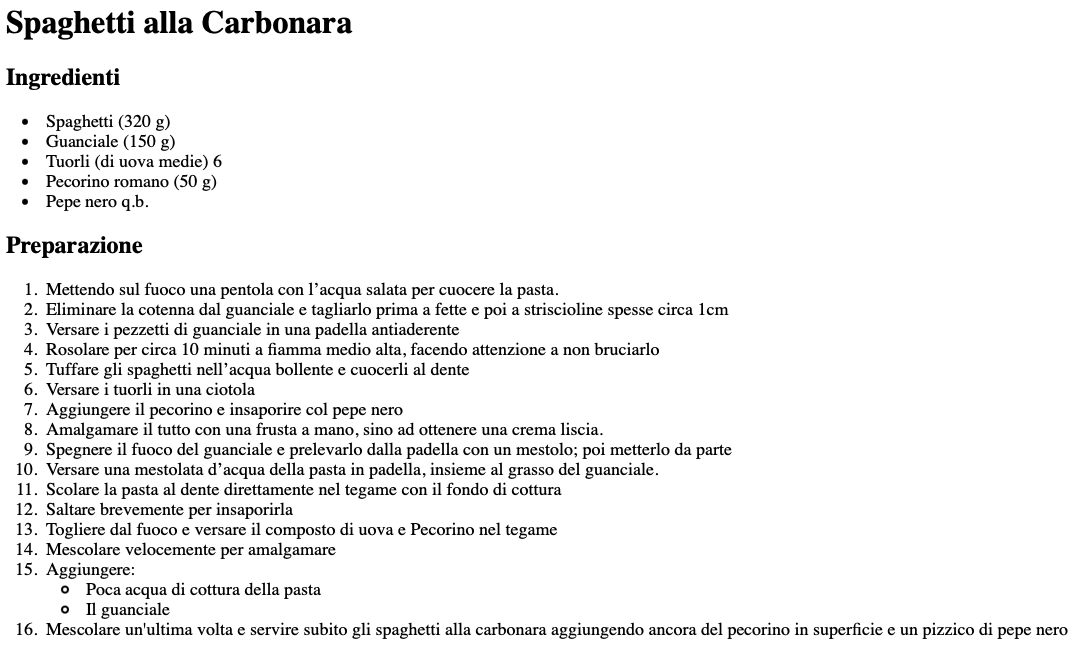 Spaghetti alla Carbonara
Ingredienti
• Spaghetti (320 g)
• Guanciale (150 g)
• Tuorli (di uova medie) 6
• Pecorino romano (50 g)
• Pepe nero q.b.
Preparazione
1. Mettendo sul fuoco una pentola con l’acqua salata per cuocere la pasta.
2. Eliminare la cotenna dal guanciale e tagliarlo prima a fette e poi a striscioline spesse circa 1cm
3. Versare i pezzetti di guanciale in una padella antiaderente
4. Rosolare per circa 10 minuti a fiamma medio alta, facendo attenzione a non bruciarlo
5. Tuffare gli spaghetti nell’acqua bollente e cuocerli al dente
6. Versare i tuorli in una ciotola
7. Aggiungere il pecorino e insaporire col pepe nero
8. Amalgamare il tutto con una frusta a mano, sino ad ottenere una crema liscia.
9. Spegnere il fuoco del guanciale e prelevarlo dalla padella con un mestolo; poi metterlo da parte
10. Versare una mestolata d’acqua della pasta in padella, insieme al grasso del guanciale.
11. Scolare la pasta al dente direttamente nel tegame con il fondo di cottura
12. Saltare brevemente per insaporirla
13. Togliere dal fuoco e versare il composto di uova e Pecorino nel tegame
14. Mescolare velocemente per amalgamare
15. Aggiungere:
⚬ Poca acqua di cottura della pasta
⚬ Il guanciale
16. Mescolare un'ultima volta e servire subito gli spaghetti alla carbonara aggiungendo ancora del pecorino in superficie e un pizzico di pepe nero